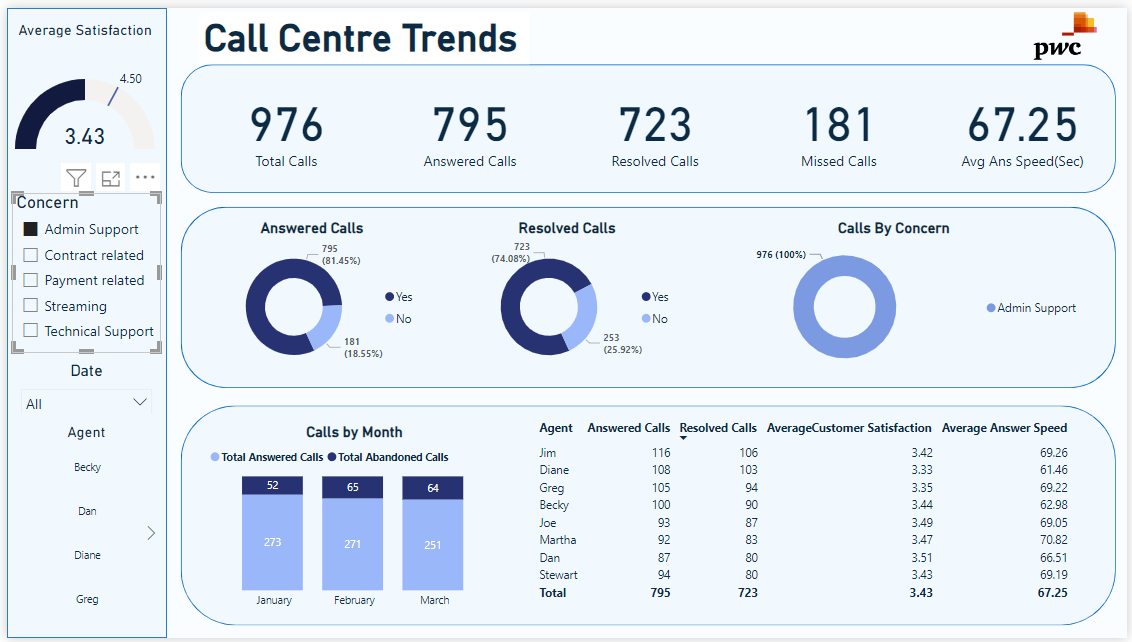 Average Satisfaction
4.50
3.43
Concern
Admin Support
Contract related
Payment related
Streaming
Technical Support
Date
All
Agent
Becky
Dan
Diane
Greg
Call Centre Trends
pwc
976 795 723 181 67.25
Total Calls Answered Calls Resolved Calls Missed Calls Avg Ans Speed(Sec)
Answered Calls
795
(81.45%)
Yes
No
181
(18.55%)
Resolved Calls
723
(74.08%)
Yes
No
253
(25.92%)
Calls By Concern
976 (100%)
Admin Support
Calls by Month
Total Answered Calls Total Abandoned Calls
52 65 64
273 271 251
January February March
Agent Answered Calls Resolved Calls AverageCustomer Satisfaction Average Answer Speed
Jim 116 106 3.42 69.26
Diane 108 103 3.33 61.46
Greg 105 94 3.35 69.22
Becky 100 90 3.44 62.98
Joe 93 87 3.49 69.05
Martha 92 83 3.47 70.82
Dan 87 80 3.51 66.51
Stewart 94 80 3.43 69.19
Total 795 723 3.43 67.25